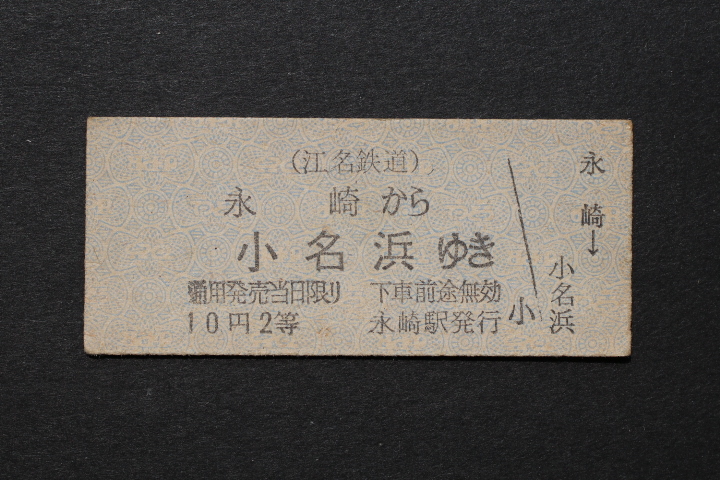 (江名鉄道)
永崎から
小名浜ゆき
通用発売当日限り 下車前途無効
10円2等 永崎駅発行
小
永崎→
小名浜